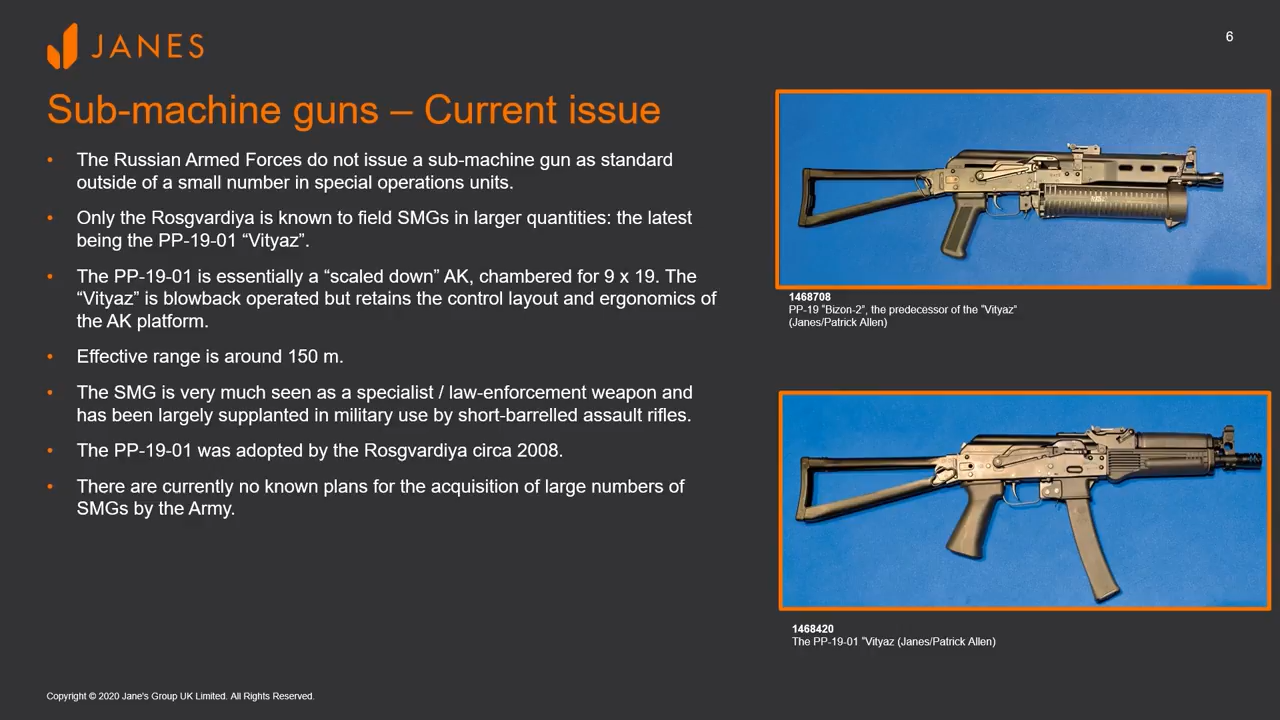 JANES
6
Sub-machine guns – Current issue
• The Russian Armed Forces do not issue a sub-machine gun as standard
outside of a small number in special operations units.
• Only the Rosgvardiya is known to field SMGs in larger quantities: the latest
being the PP-19-01 “Vityaz”.
• The PP-19-01 is essentially a “scaled down” AK, chambered for 9 x 19. The
“Vityaz” is blowback operated but retains the control layout and ergonomics of
the AK platform.
• Effective range is around 150 m.
• The SMG is very much seen as a specialist / law-enforcement weapon and
has been largely supplanted in military use by short-barrelled assault rifles.
• The PP-19-01 was adopted by the Rosgvardiya circa 2008.
• There are currently no known plans for the acquisition of large numbers of
SMGs by the Army.
1468708
PP-19 "Bizon-2", the predecessor of the "Vityaz"
(Janes/Patrick Allen)
1468420
The PP-19-01 "Vityaz (Janes/Patrick Allen)
Copyright © 2020 Jane's Group UK Limited. All Rights Reserved.